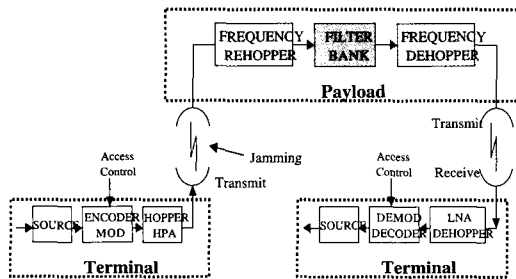 FREQUENCY
REHOPPER
FILTER
BANK
FREQUENCY
DEHOPPER
Payload
Jamming
Transmit
Access
Control
SOURCE
ENCODER
MOD
HOPPER
HPA
Terminal
Transmit
Receive
Access
Control
SOURCE
DEMOD
DECODER
LNA
DEHOPPER
Terminal